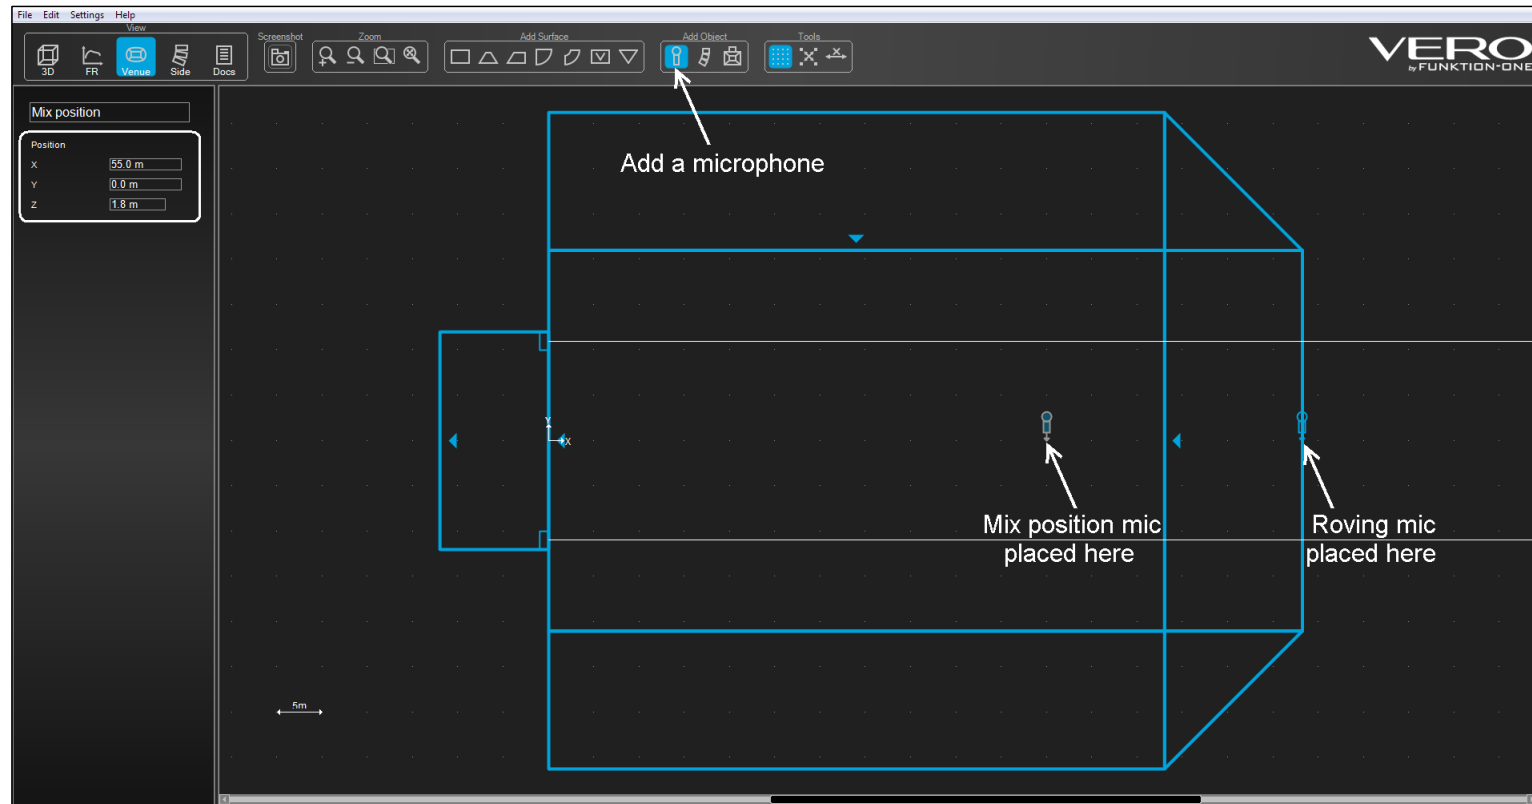 File Edit Settings Help
View
Screenshot
Zoom
Add Surface
Add Object
Tools
3D FR Venue Side Docs
VERO
by FUNKTION-ONE
Mix position
Position
X 55.0 m
Y 0.0 m
Z 1.8 m
Add a microphone
Y
X
Mix position mic
placed here
Roving mic
placed here
5m